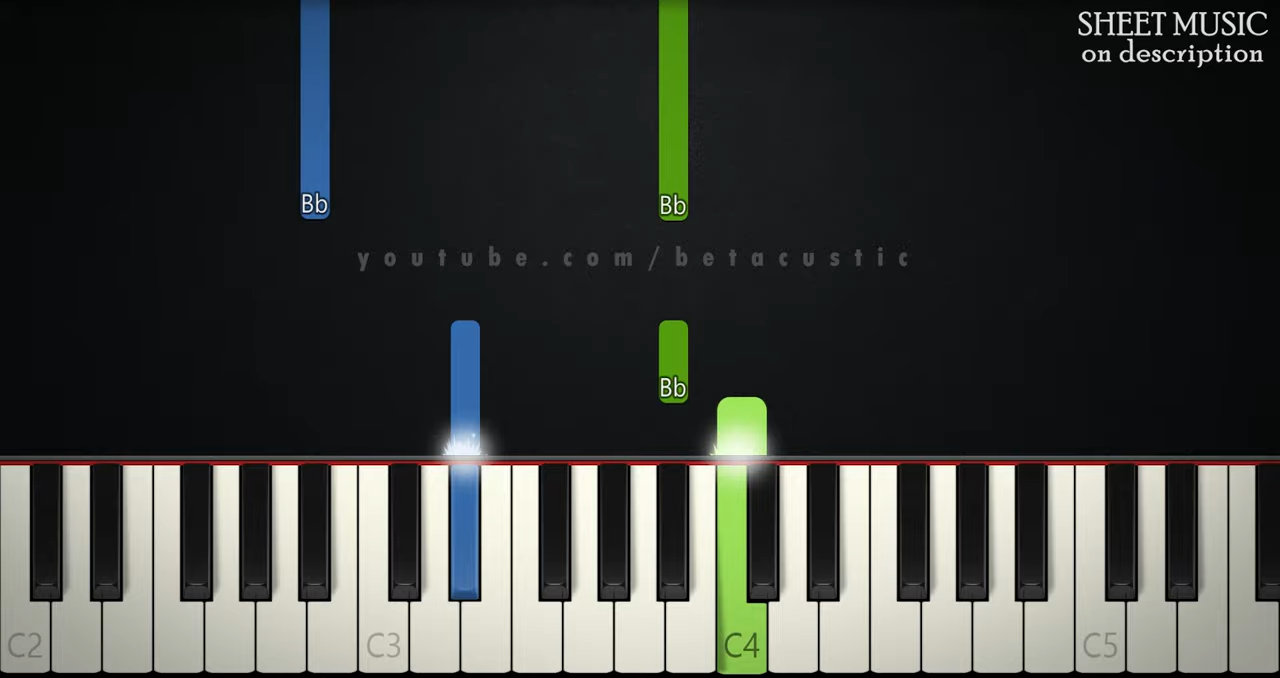 SHEET MUSIC
on description
Bb
Bb
youtube.com/betacustic
Bb
C2
C3
C4
C5